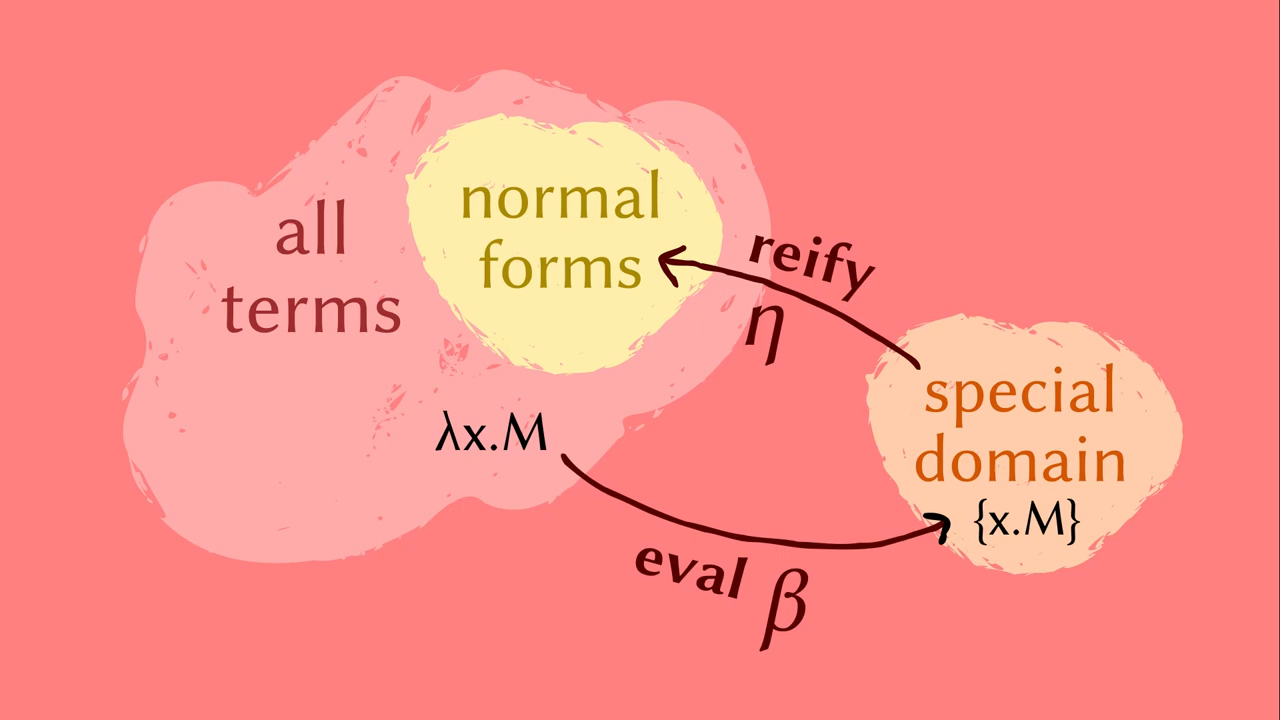 all
terms
normal
forms
reify
η
special
domain
{x.M}
λx.M
eval β